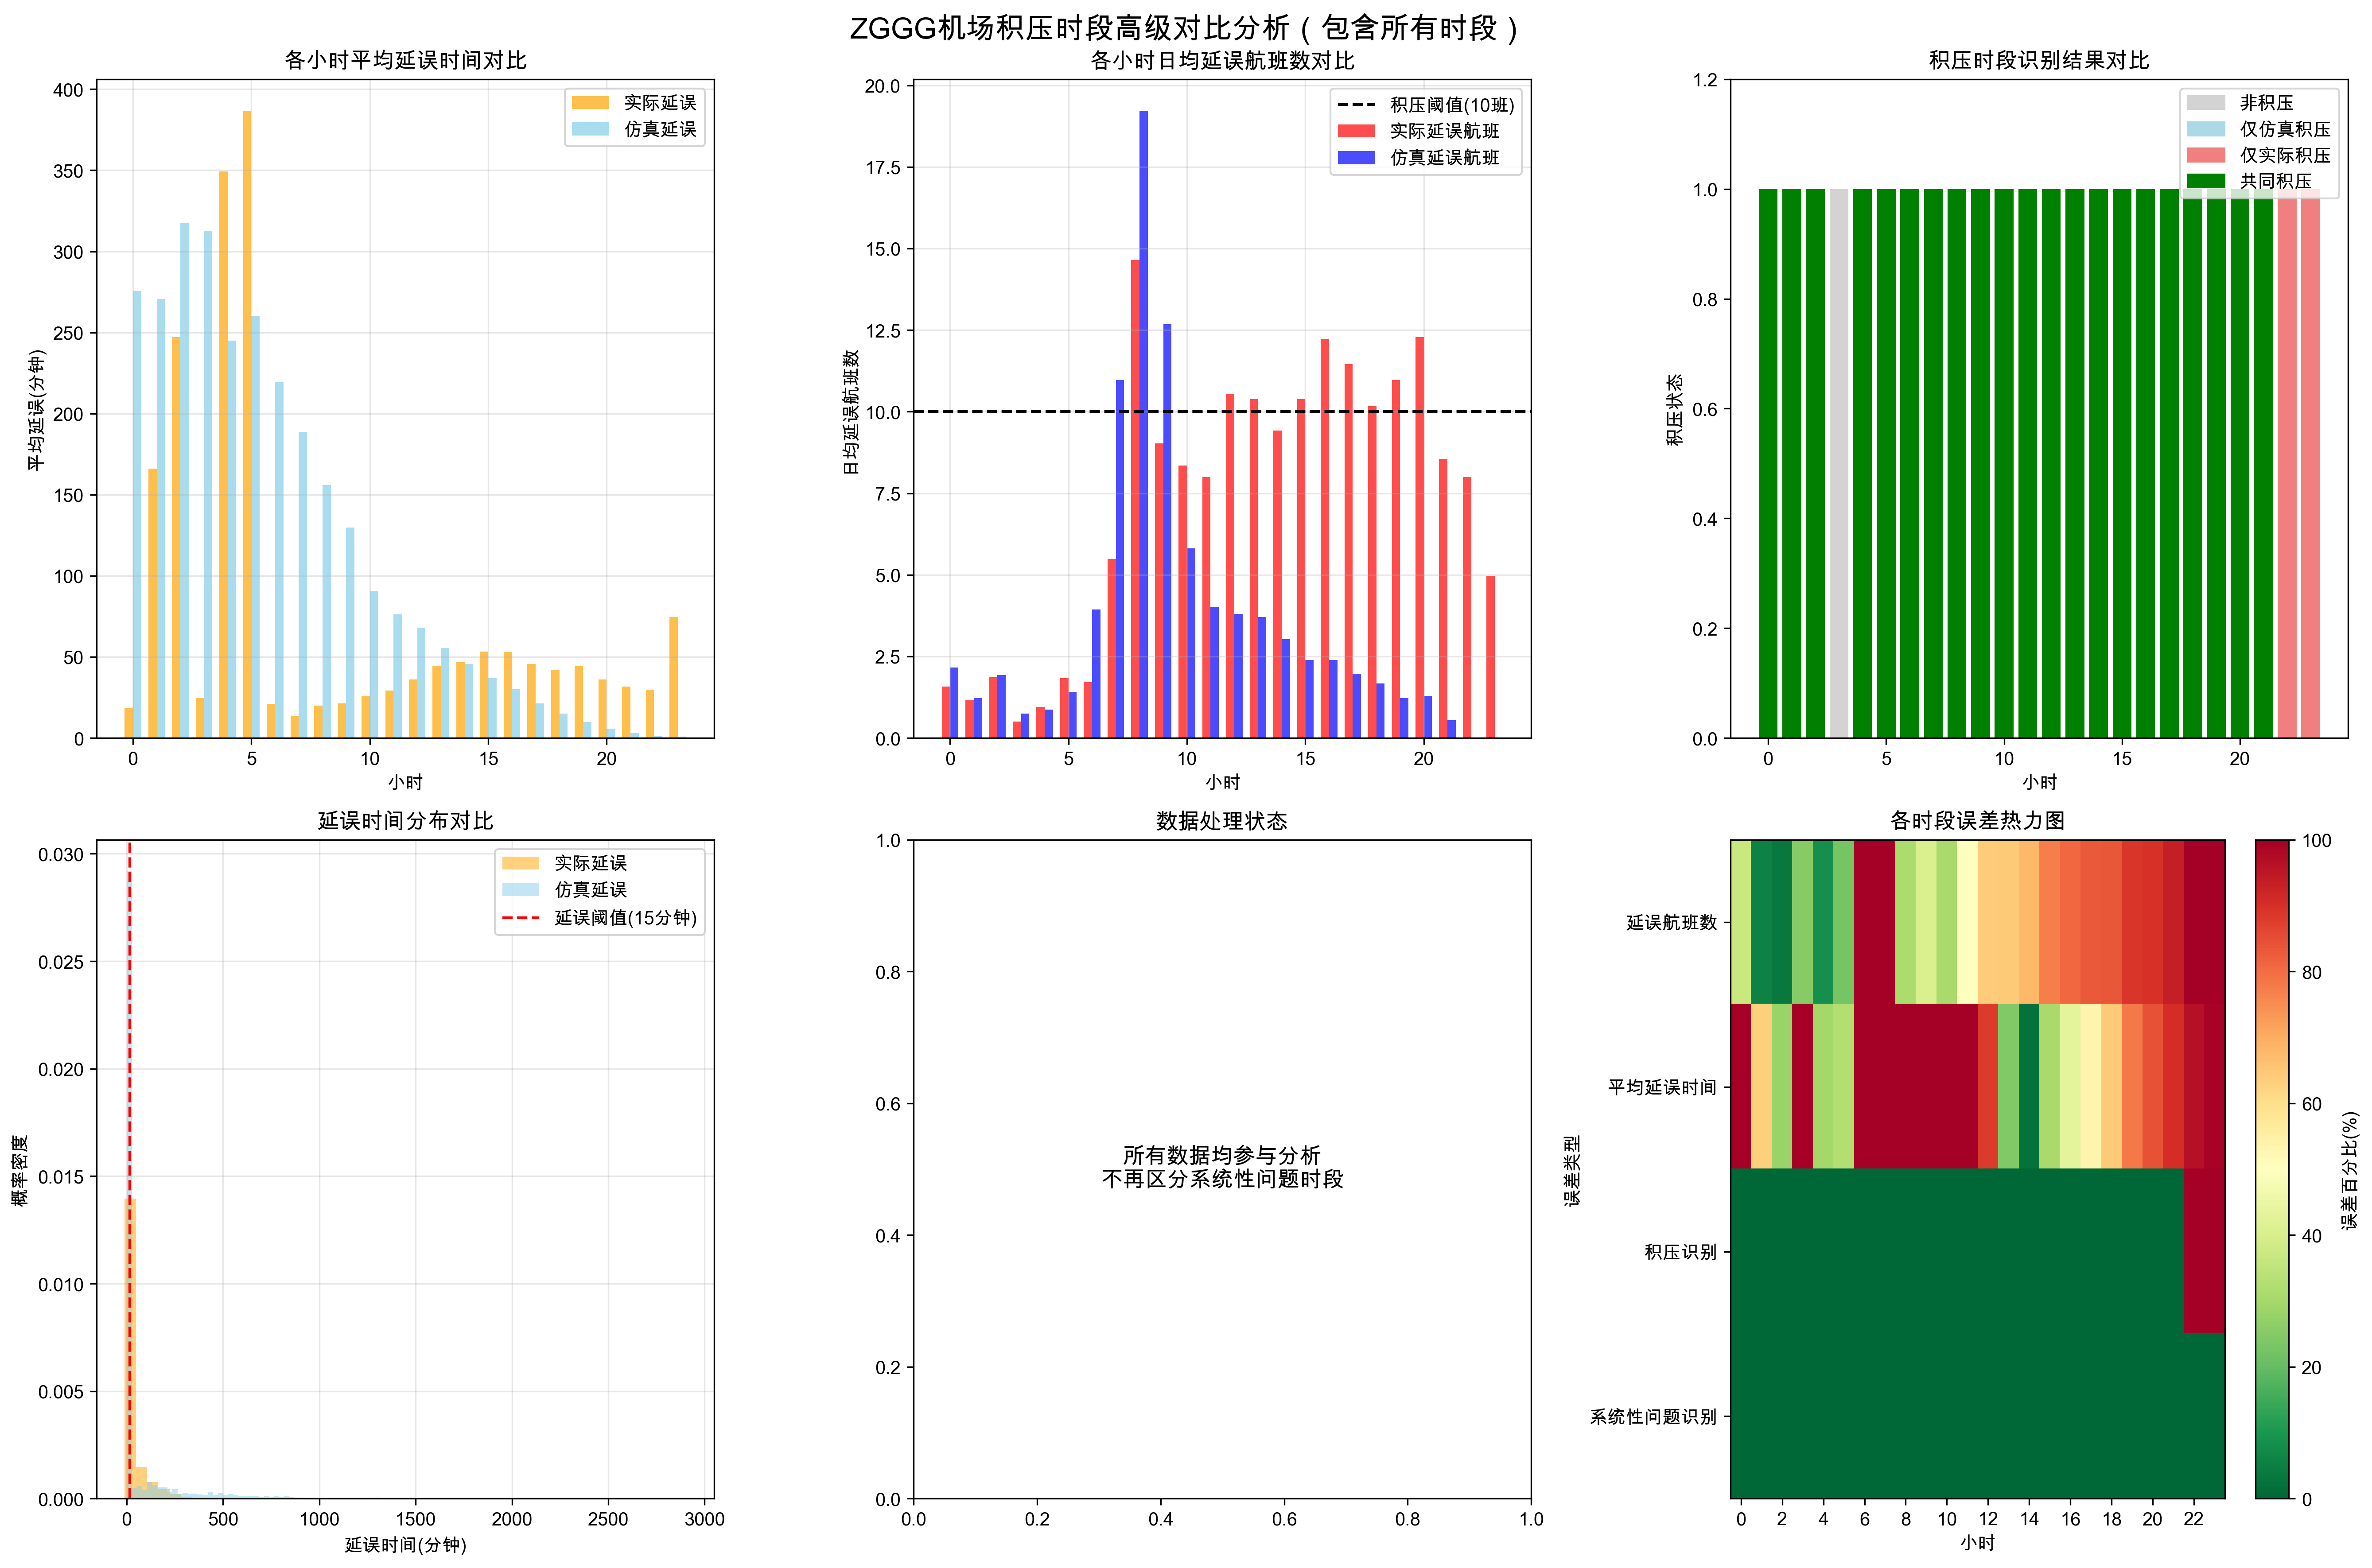 ZGGG机场积压时段高级对比分析（包含所有时段）
各小时平均延误时间对比
400
350
300
250
200
150
100
50
0
平均延误(分钟)
实际延误
仿真延误
0 5 10 15 20
小时
各小时日均延误航班数对比
20.0
17.5
15.0
12.5
10.0
7.5
5.0
2.5
0.0
日均延误航班数
积压阈值(10班)
实际延误航班
仿真延误航班
0 5 10 15 20
小时
积压时段识别结果对比
1.2
1.0
0.8
0.6
0.4
0.2
0.0
积压状态
非积压
仅仿真积压
仅实际积压
共同积压
0 5 10 15 20
小时
延误时间分布对比
0.030
0.025
0.020
0.015
0.010
0.005
0.000
概率密度
实际延误
仿真延误
延误阈值(15分钟)
0 500 1000 1500 2000 2500 3000
延误时间(分钟)
数据处理状态
1.0
0.8
0.6
0.4
0.2
0.0
所有数据均参与分析
不再区分系统性问题时段
0.0 0.2 0.4 0.6 0.8 1.0
各时段误差热力图
误差类型
延误航班数
平均延误时间
积压识别
系统性问题识别
0 2 4 6 8 10 12 14 16 18 20 22
小时
100
80
60
40
20
0
误差百分比(%)